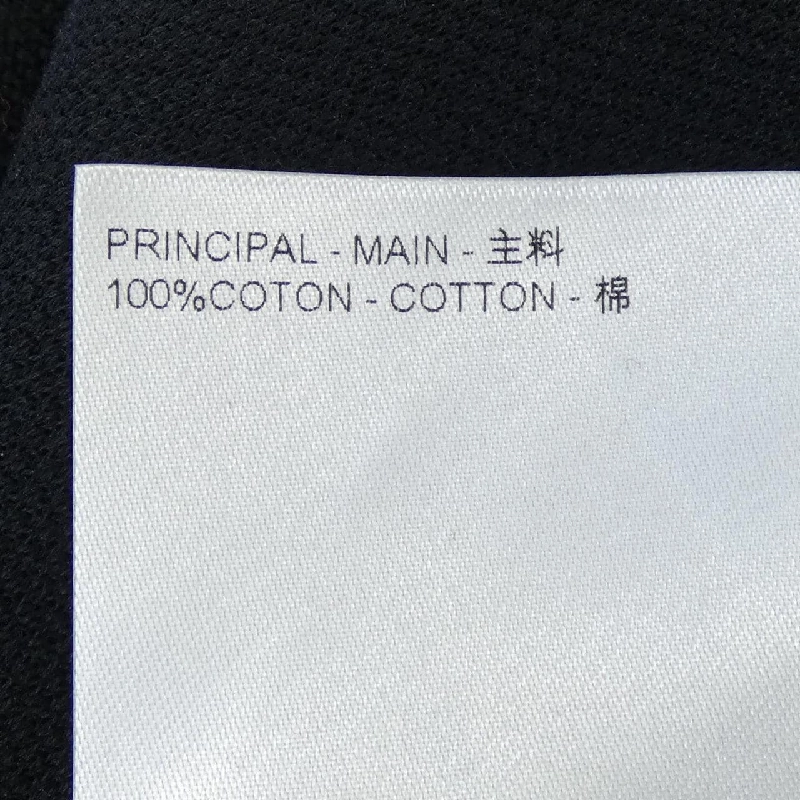 PRINCIPAL - MAIN - 主料
100%COTON - COTTON - 棉